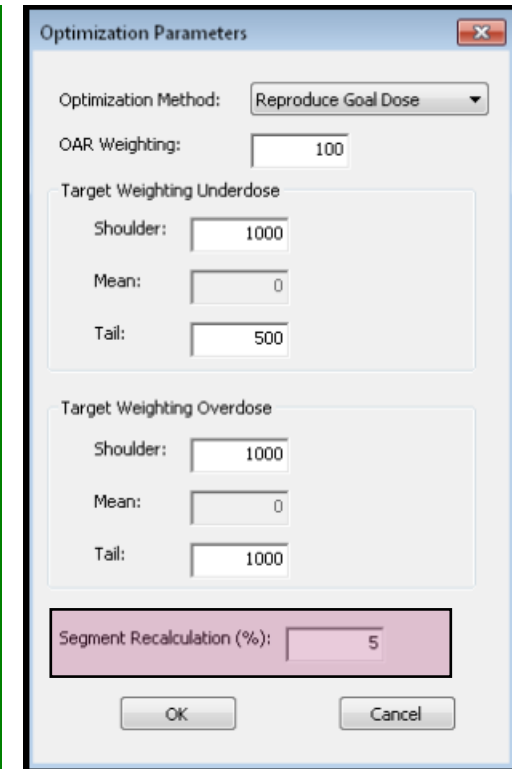 Optimization Parameters
Optimization Method: Reproduce Goal Dose
OAR Weighting: 100
Target Weighting Underdose
Shoulder: 1000
Mean: 0
Tail: 500
Target Weighting Overdose
Shoulder: 1000
Mean: 0
Tail: 1000
Segment Recalculation (%): 5
OK Cancel